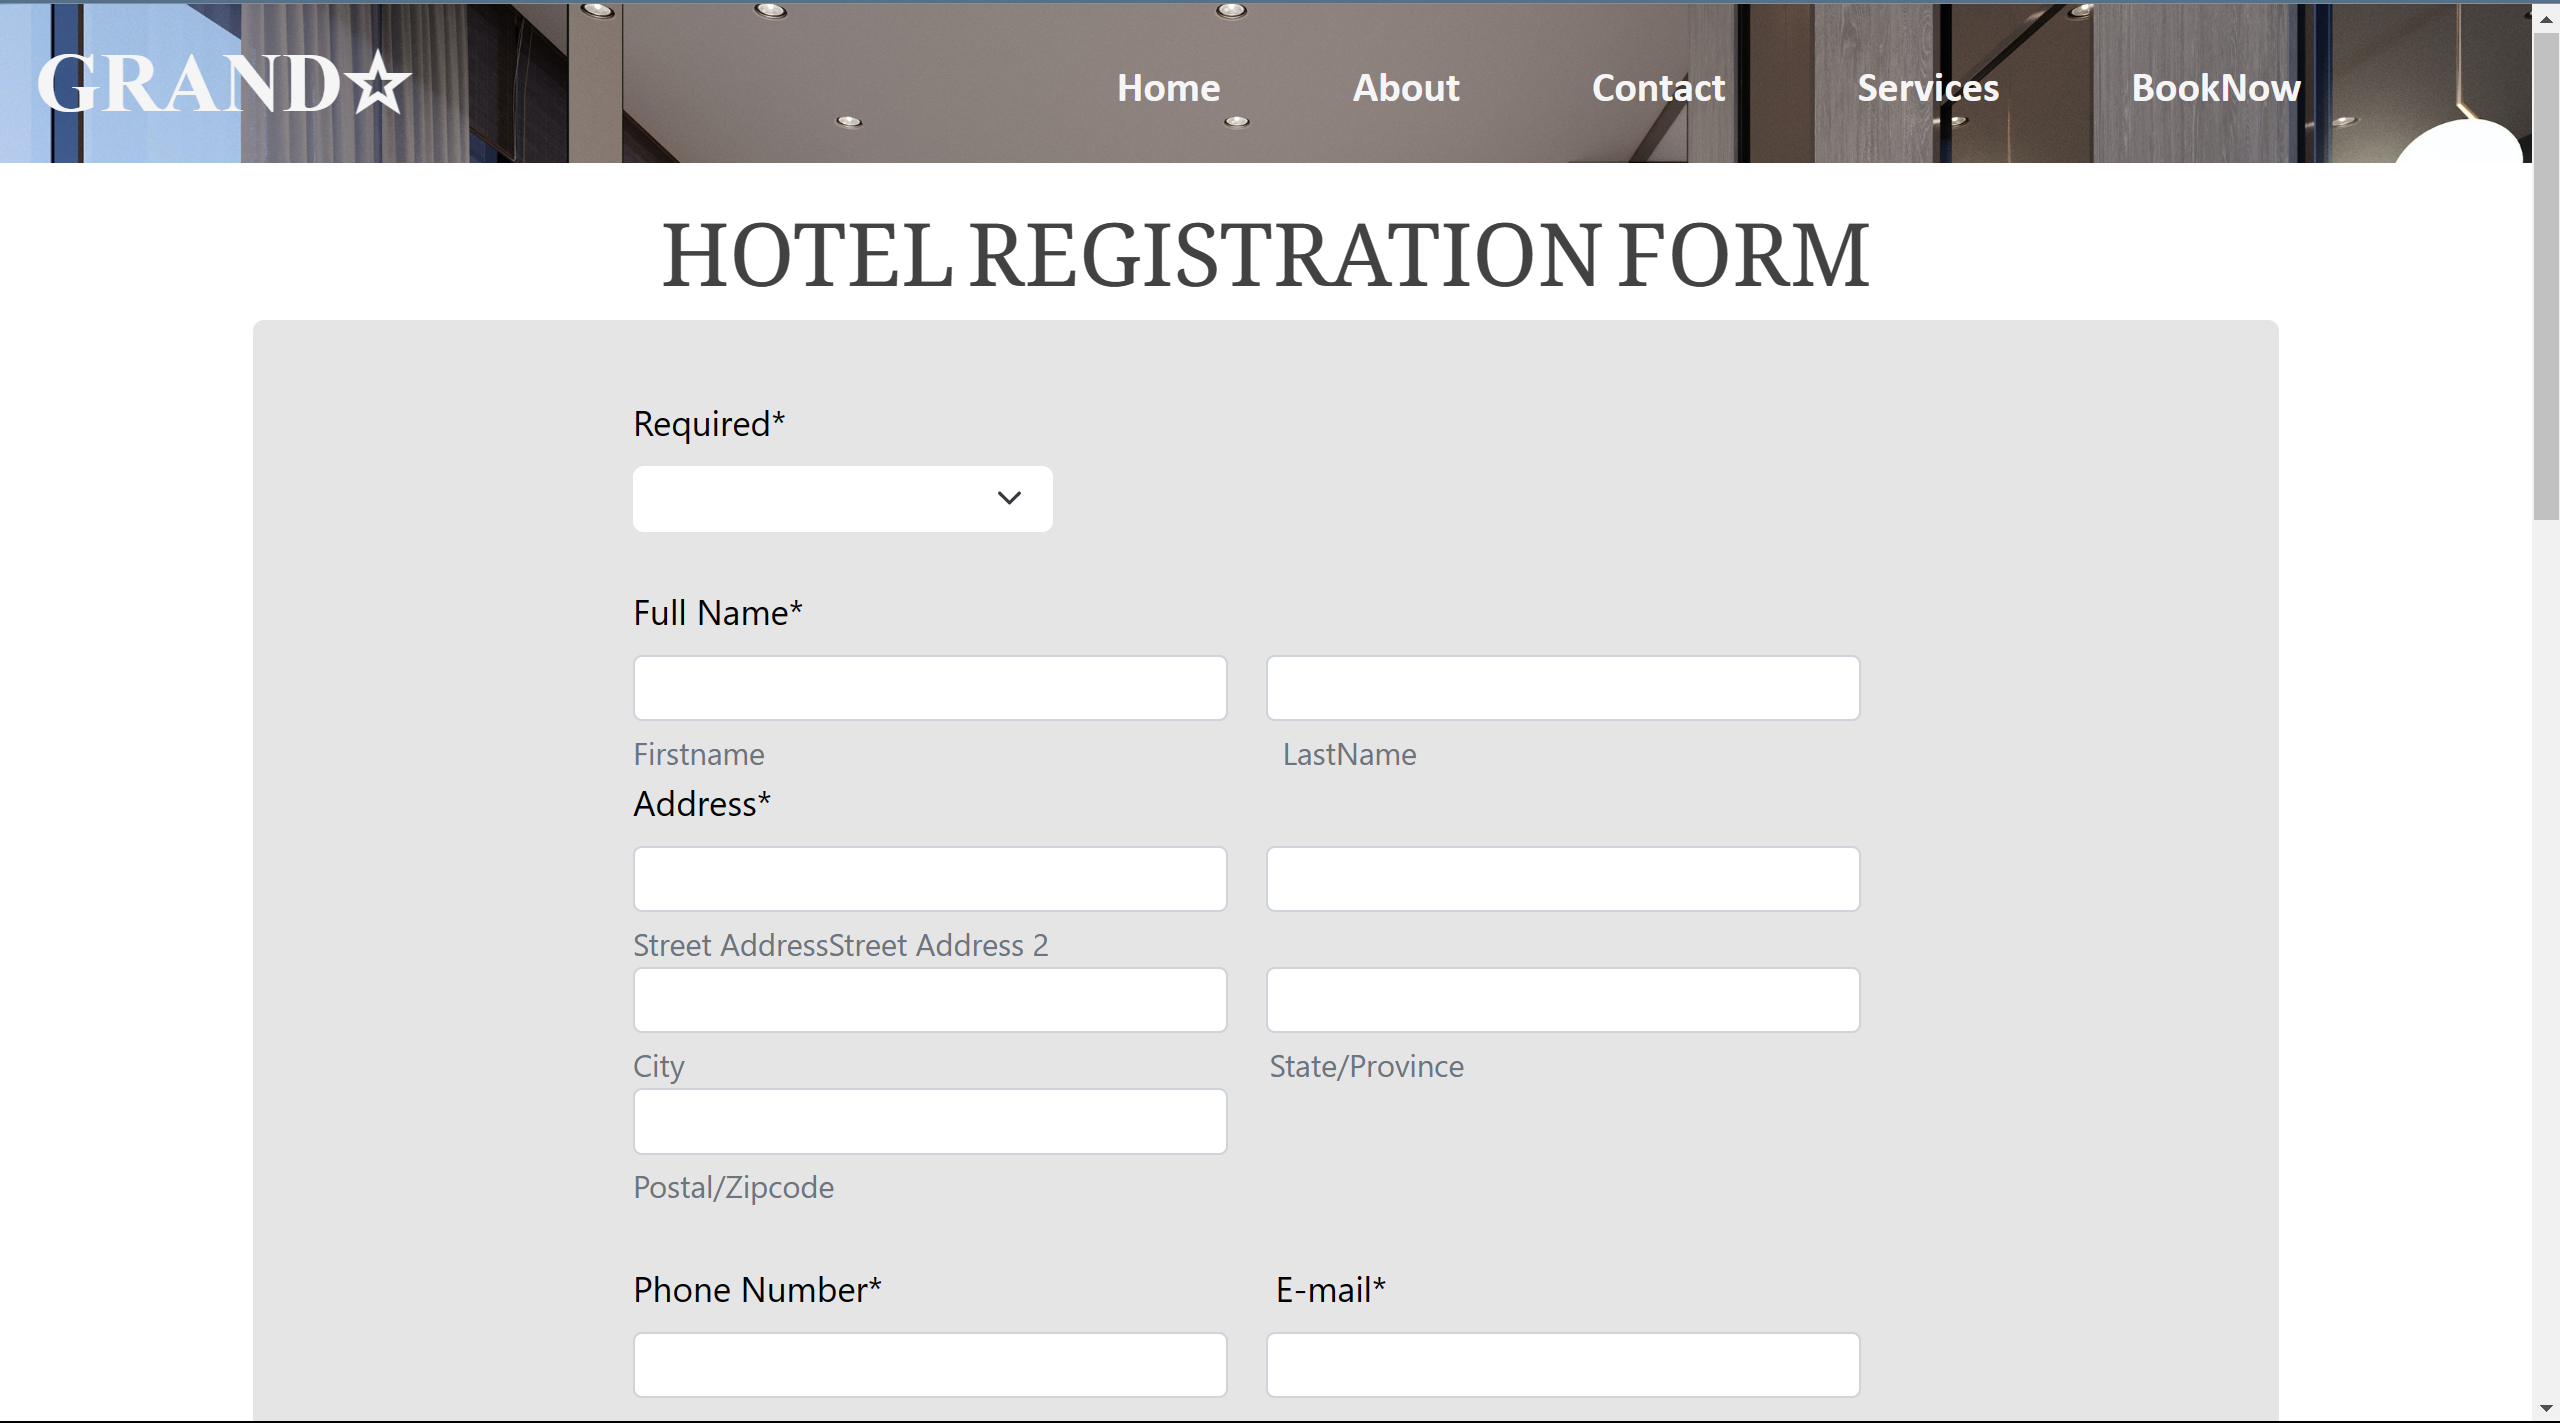 GRAND☆ Home About Contact Services BookNow
HOTEL REGISTRATION FORM
Required*
Full Name*
Firstname LastName
Address*
Street AddressStreet Address 2
City State/Province
Postal/Zipcode
Phone Number* E-mail*